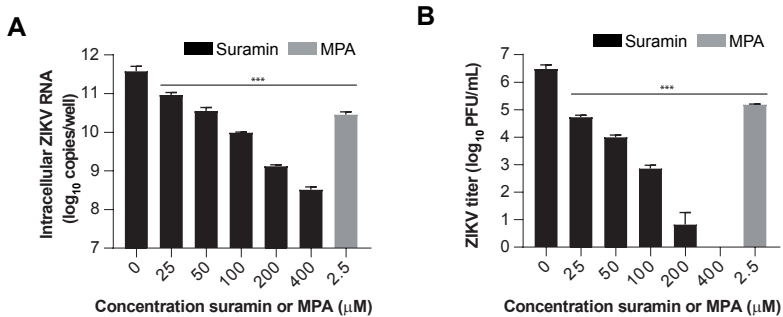 A
Suramin MPA
***
Intracellular ZIKV RNA
(log10 copies/well)
12
11
10
9
8
7
0 25 50 100 200 400 2.5
Concentration suramin or MPA (μM)
B
Suramin MPA
***
ZIKV titer (log10 PFU/mL)
7
6
5
4
3
2
1
0
0 25 50 100 200 400 2.5
Concentration suramin or MPA (μM)